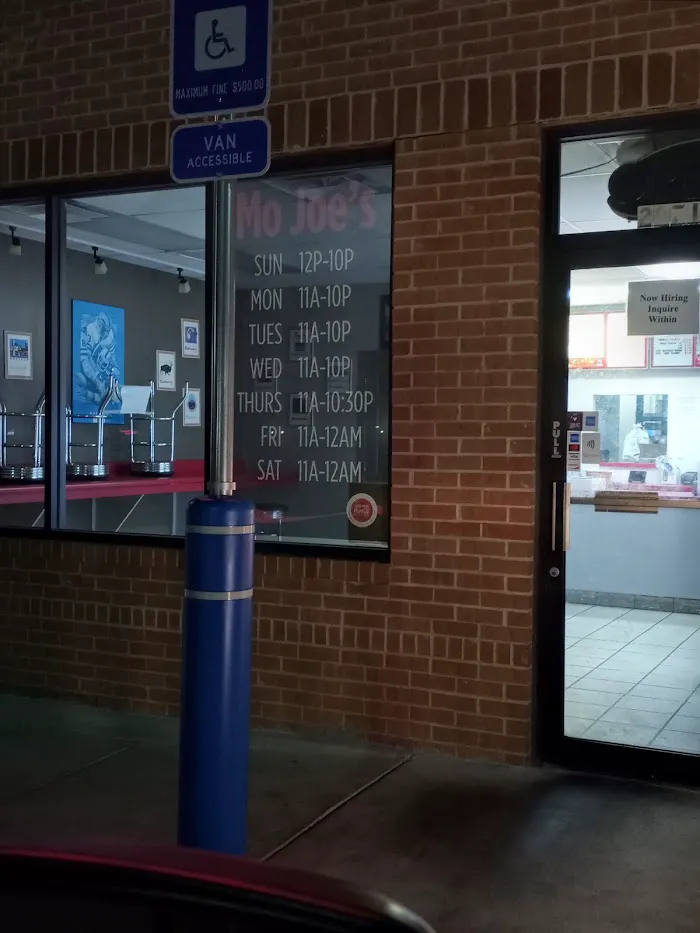 MAXIMUM FINE $500.00
VAN
ACCESSIBLE
Mo Joe's
SUN 12P-10P
MON 11A-10P
TUES 11A-10P
WED 11A-10P
THURS 11A-10:30P
FRI 11A-12AM
SAT 11A-12AM
Now Hiring
Inquire
Within
PULL